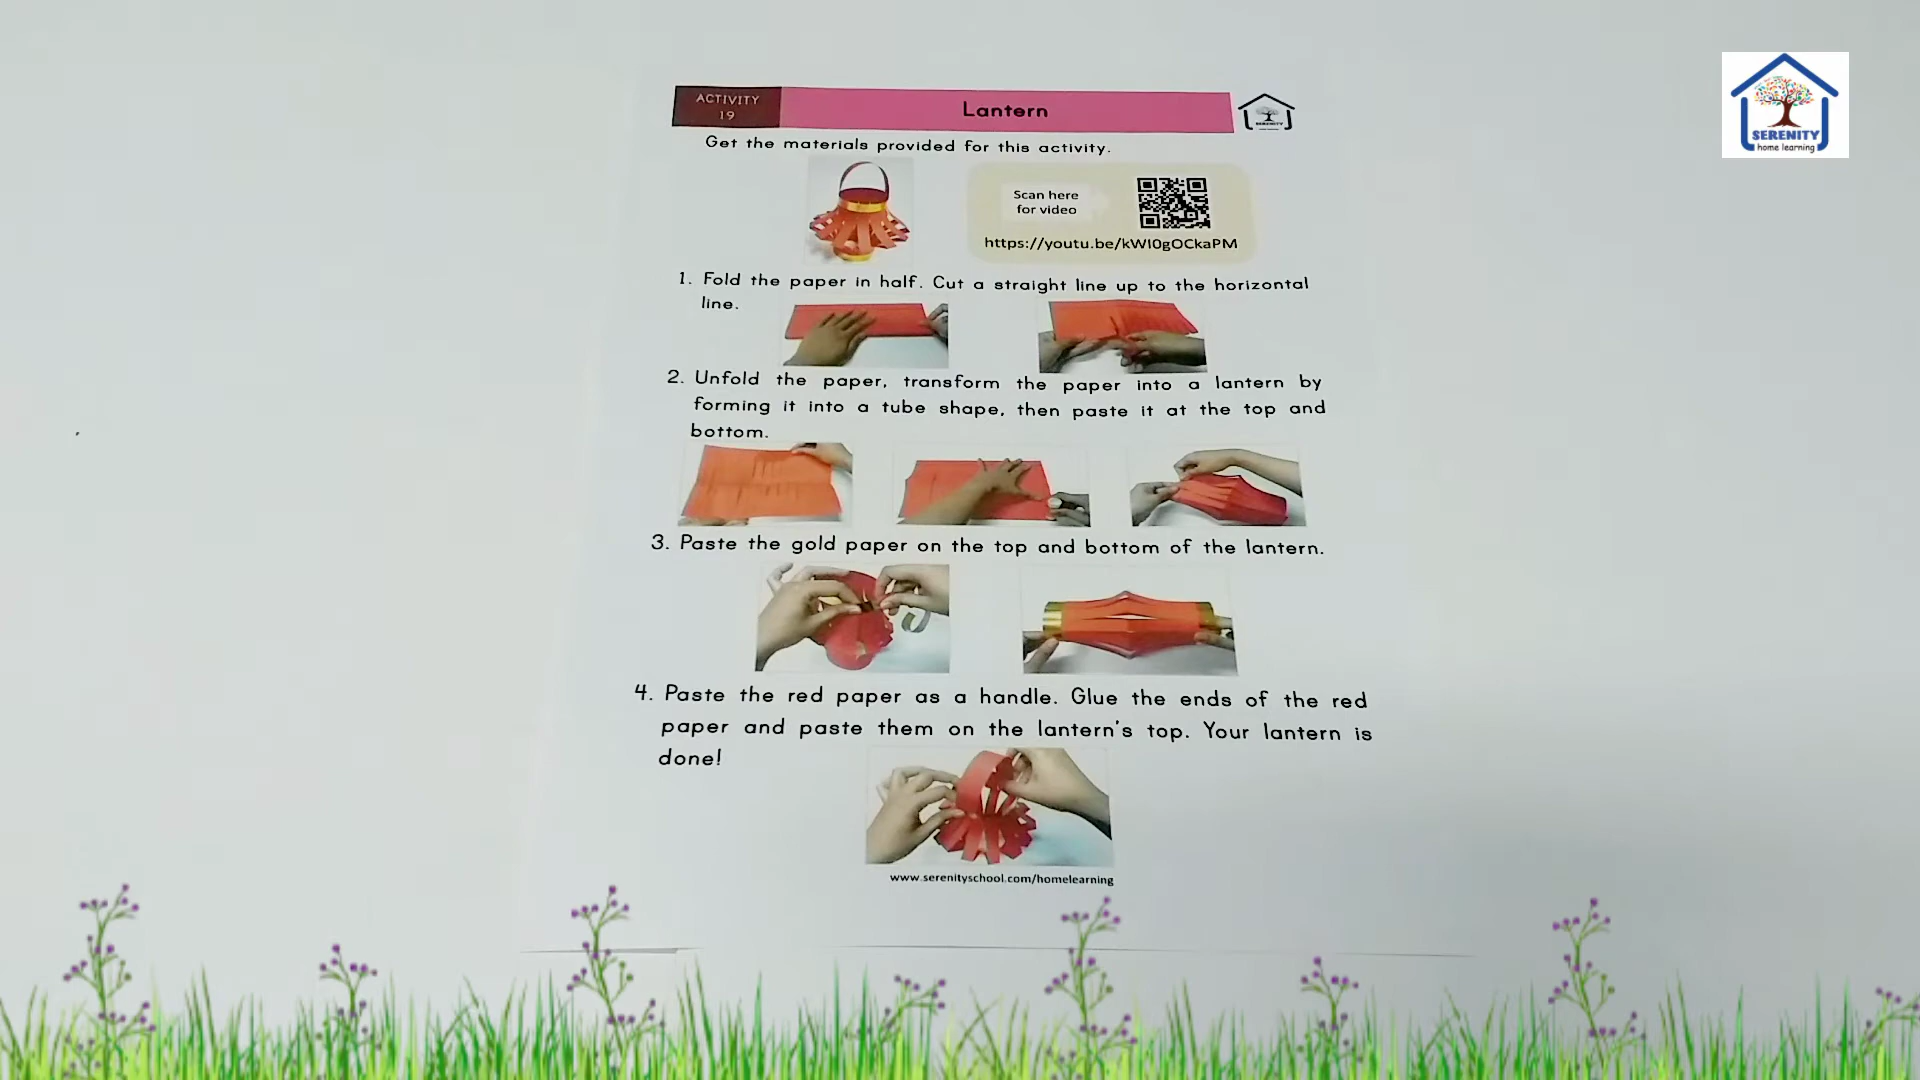 ACTIVITY
19
Lantern
SERENITY
Get the materials provided for this activity.
Scan here
for video
https://youtu.be/kWI0gOCkaPM
1. Fold the paper in half. Cut a straight line up to the horizontal
line.
2. Unfold the paper, transform the paper into a lantern by
forming it into a tube shape, then paste it at the top and
bottom.
3. Paste the gold paper on the top and bottom of the lantern.
4. Paste the red paper as a handle. Glue the ends of the red
paper and paste them on the lantern's top. Your lantern is
done!
www.serenityschool.com/homelearning
SERENITY
home learning